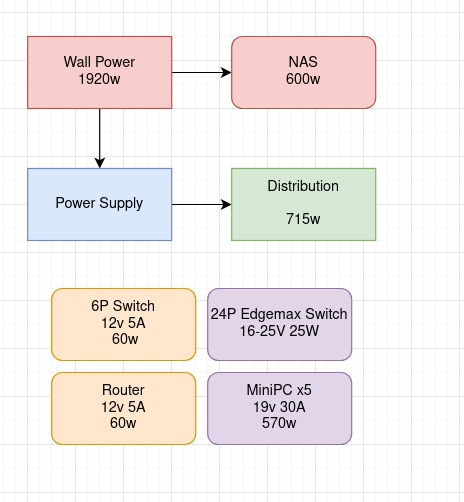 Wall Power
1920w
NAS
600w
Power Supply
Distribution
715w
6P Switch
12v 5A
60w
24P Edgemax Switch
16-25V 25W
Router
12v 5A
60w
MiniPC x5
19v 30A
570w